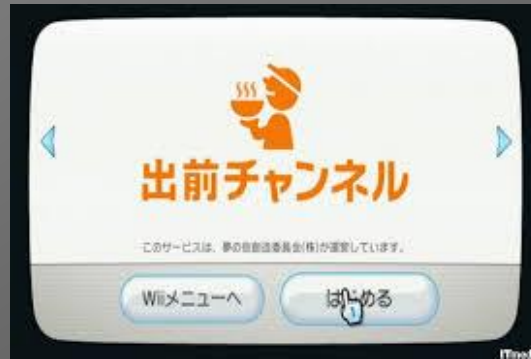 出前チャンネル
このサービスは、夢の街創造委員会(株)が運営しています。
Wiiメニューへ
はじめる
1